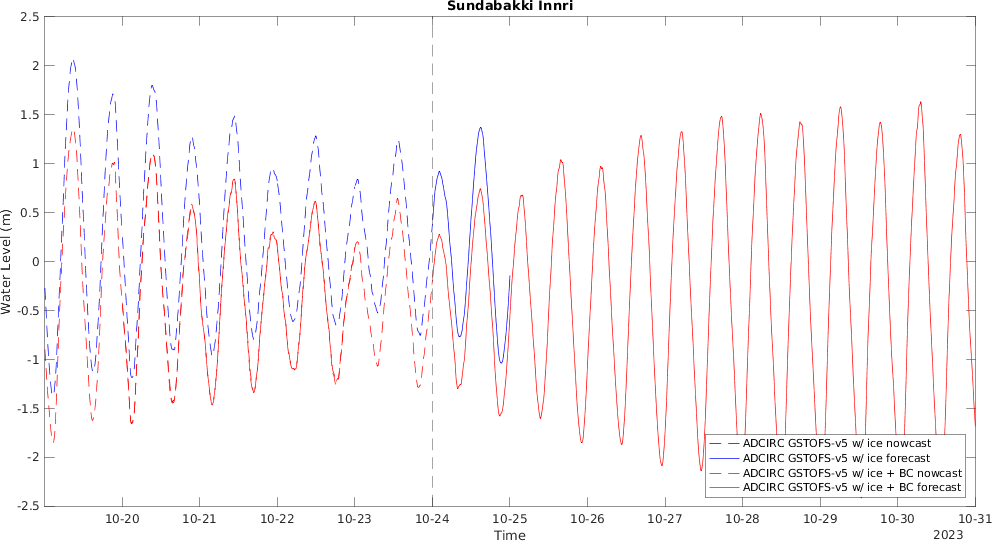 Sundabakki Innri
2.5
2
1.5
1
0.5
0
-0.5
-1
-1.5
-2
-2.5
Water Level (m)
ADCIRC GSTOFS-v5 w/ ice nowcast
ADCIRC GSTOFS-v5 w/ ice forecast
ADCIRC GSTOFS-v5 w/ ice + BC nowcast
ADCIRC GSTOFS-v5 w/ ice + BC forecast
10-20 10-21 10-22 10-23 10-24 10-25 10-26 10-27 10-28 10-29 10-30 10-31
Time
2023